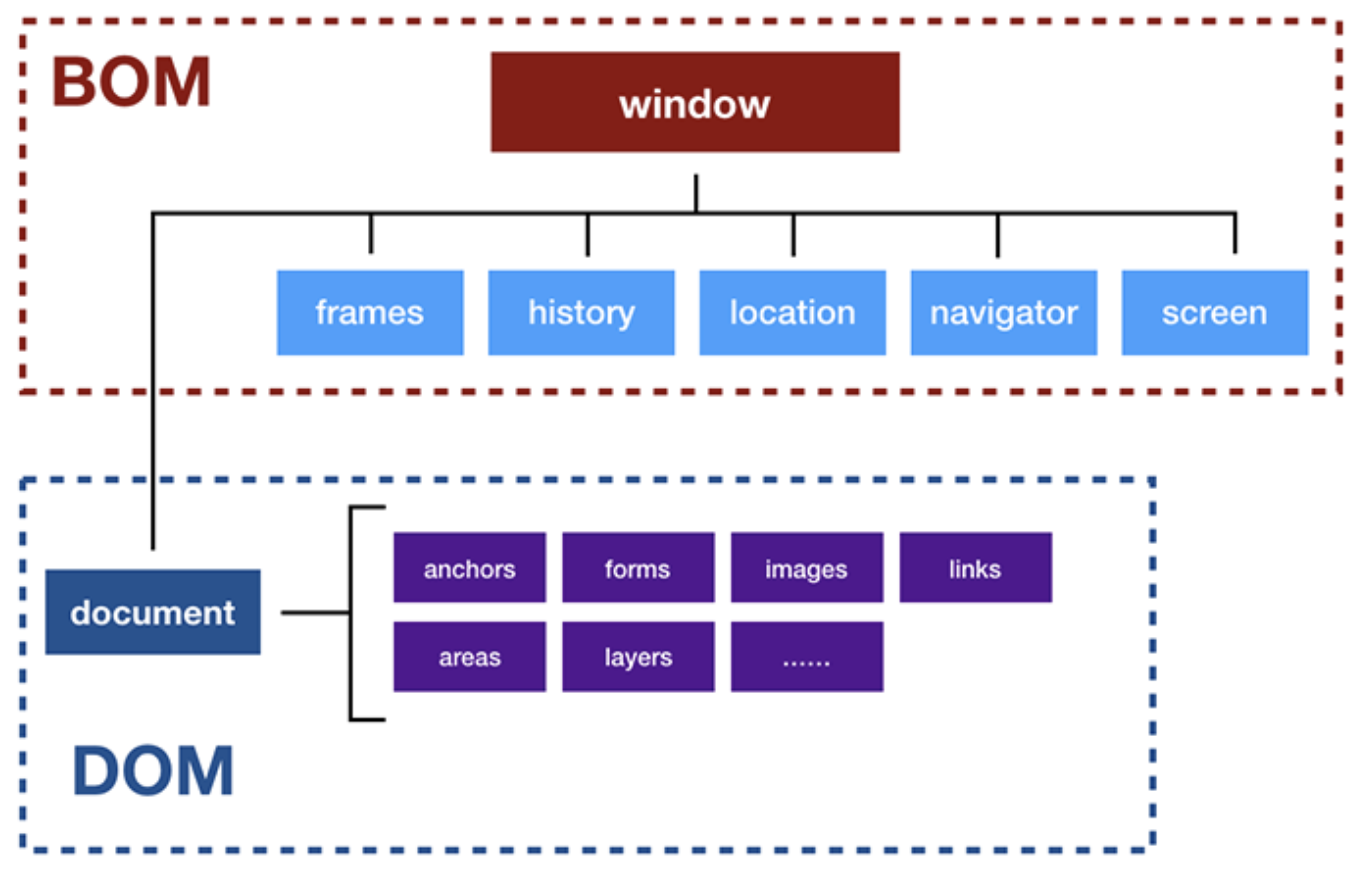 BOM
window
frames history location navigator screen
anchors forms images links
document
areas layers ......
DOM